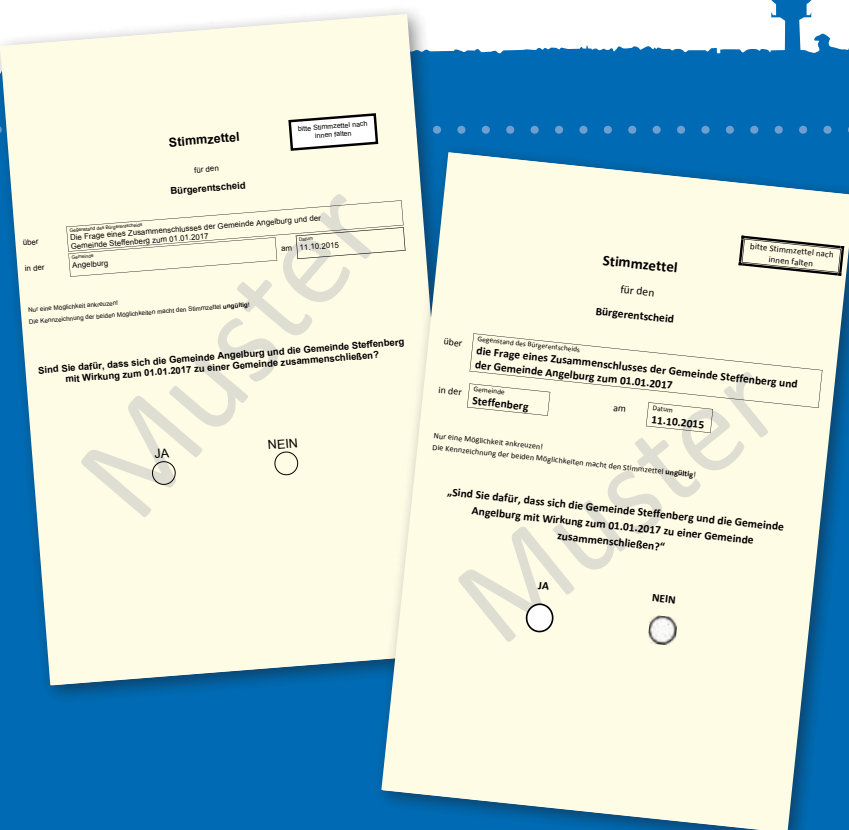 Stimmzettel
bitte Stimmzettel nach
innen falten
für den
Bürgerentscheid
über
Gegenstand des Bürgerentscheids
Die Frage eines Zusammenschlusses der Gemeinde Angelburg und der
Gemeinde Steffenberg zum 01.01.2017
in der
Gemeinde
Angelburg
am
Datum
11.10.2015
Nur eine Möglichkeit ankreuzen!
Die Kennzeichnung der beiden Möglichkeiten macht den Stimmzettel ungültig!
Sind Sie dafür, dass sich die Gemeinde Angelburg und die Gemeinde Steffenberg
mit Wirkung zum 01.01.2017 zu einer Gemeinde zusammenschließen?
JA
NEIN
Muster
Stimmzettel
bitte Stimmzettel nach
innen falten
für den
Bürgerentscheid
über
Gegenstand des Bürgerentscheids
die Frage eines Zusammenschlusses der Gemeinde Steffenberg und
der Gemeinde Angelburg zum 01.01.2017
in der
Gemeinde
Steffenberg
am
Datum
11.10.2015
Nur eine Möglichkeit ankreuzen!
Die Kennzeichnung der beiden Möglichkeiten macht den Stimmzettel ungültig!
„Sind Sie dafür, dass sich die Gemeinde Steffenberg und die Gemeinde
Angelburg mit Wirkung zum 01.01.2017 zu einer Gemeinde
zusammenschließen?“
JA
NEIN
Muster